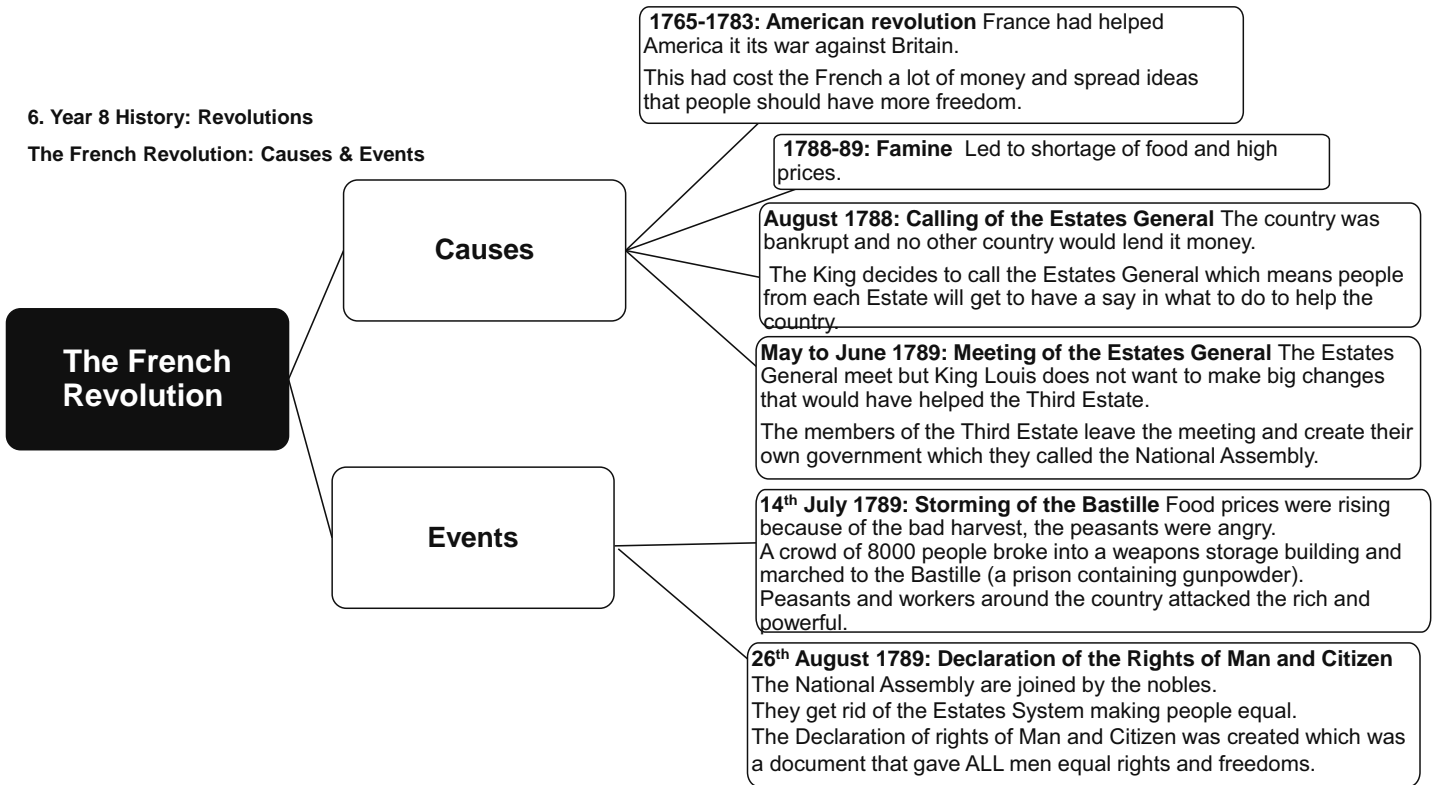 6. Year 8 History: Revolutions
The French Revolution: Causes & Events
The French
Revolution
Causes
1765-1783: American revolution France had helped
America it its war against Britain.
This had cost the French a lot of money and spread ideas
that people should have more freedom.
1788-89: Famine Led to shortage of food and high
prices.
August 1788: Calling of the Estates General The country was
bankrupt and no other country would lend it money.
The King decides to call the Estates General which means people
from each Estate will get to have a say in what to do to help the
country.
May to June 1789: Meeting of the Estates General The Estates
General meet but King Louis does not want to make big changes
that would have helped the Third Estate.
The members of the Third Estate leave the meeting and create their
own government which they called the National Assembly.
Events
14th July 1789: Storming of the Bastille Food prices were rising
because of the bad harvest, the peasants were angry.
A crowd of 8000 people broke into a weapons storage building and
marched to the Bastille (a prison containing gunpowder).
Peasants and workers around the country attacked the rich and
powerful.
26th August 1789: Declaration of the Rights of Man and Citizen
The National Assembly are joined by the nobles.
They get rid of the Estates System making people equal.
The Declaration of rights of Man and Citizen was created which was
a document that gave ALL men equal rights and freedoms.